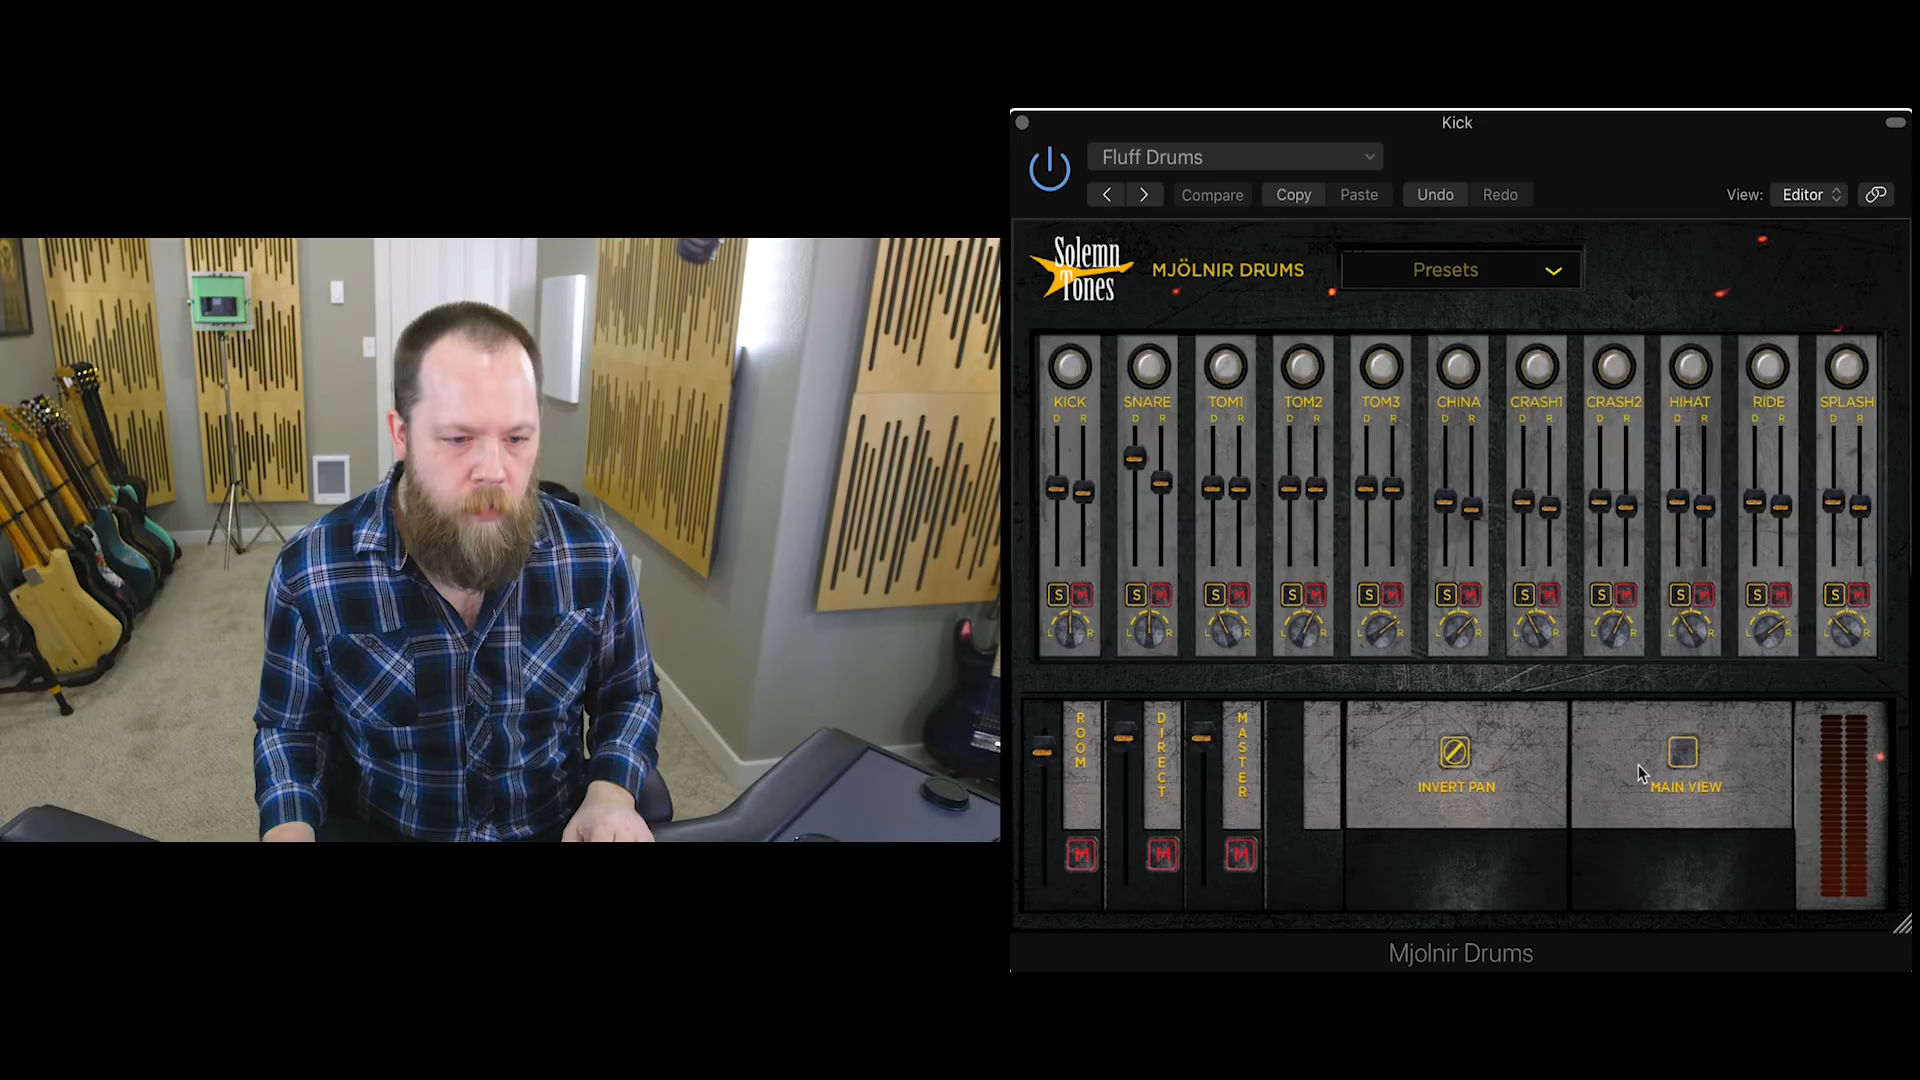 Kick
Fluff Drums
Compare Copy Paste Undo Redo View: Editor
Solemn Tones
MJÖLNIR DRUMS
Presets
KICK SNARE TOM1 TOM2 TOM3 CHINA CRASH1 CRASH2 HIHAT RIDE SPLASH
D R D R D R D R D R D R D R D R D R D R D R
S M S M S M S M S M S M S M S M S M S M S M
L R L R L R L R L R L R L R L R L R L R L R
ROOM
DIRECT
MASTER
INVERT PAN
MAIN VIEW
M M M
Mjolnir Drums